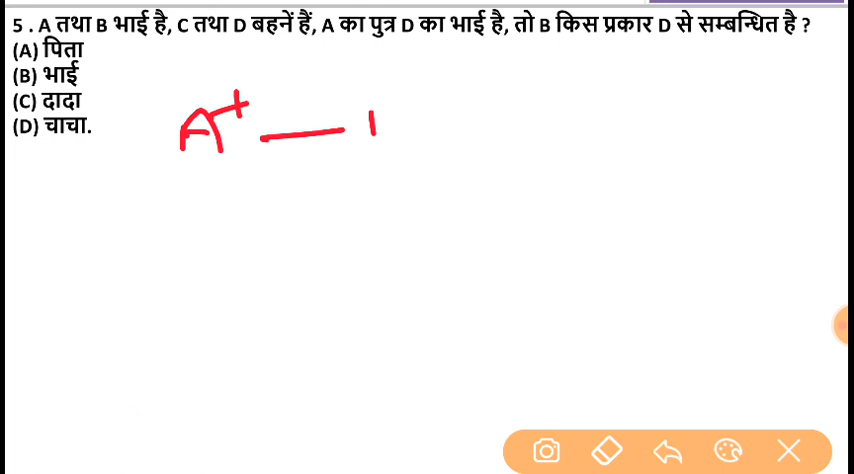 5 . A तथा B भाई है, C तथा D बहनें हैं, A का पुत्र D का भाई है, तो B किस प्रकार D से सम्बन्धित है ?
(A) पिता
(B) भाई
(C) दादा
(D) चाचा.
A+ — ।